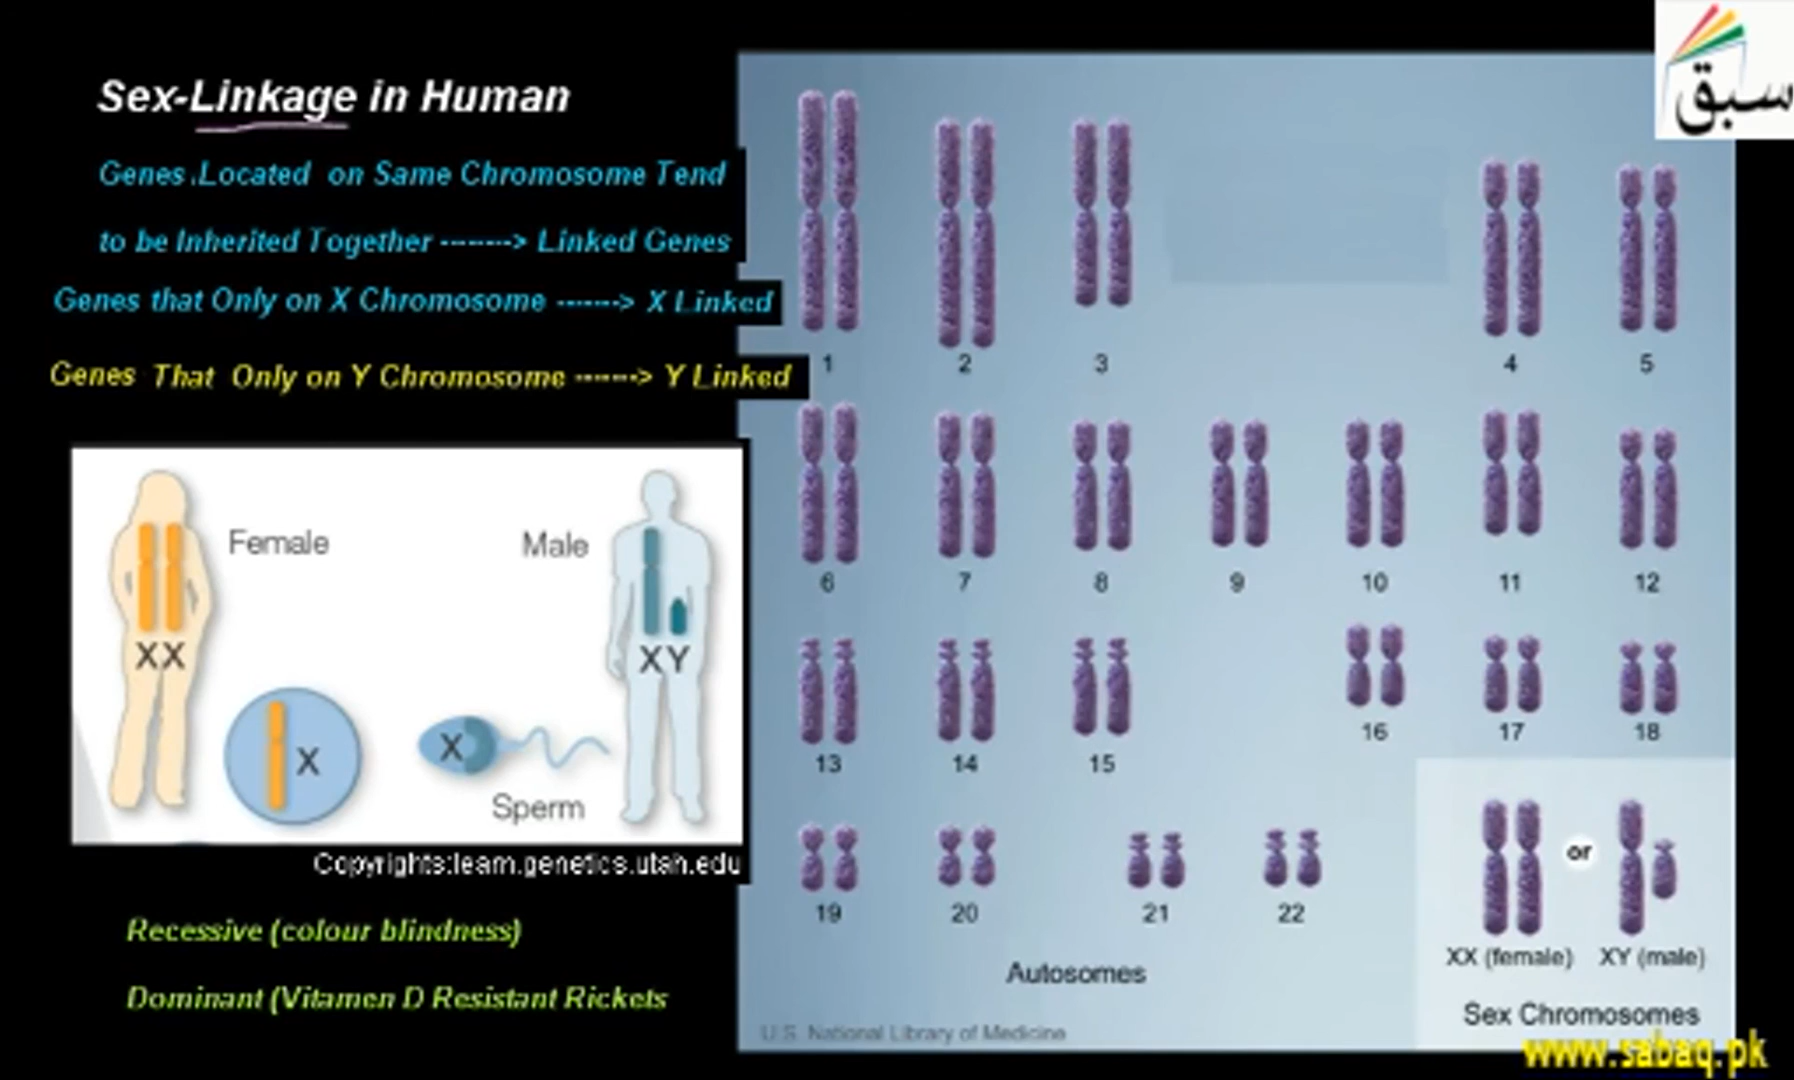 سبق
Sex-Linkage in Human
Genes Located on Same Chromosome Tend
to be Inherited Together --------> Linked Genes
Genes that Only on X Chromosome -------> X Linked
Genes That Only on Y Chromosome -------> Y Linked
Female
Male
XX
XY
X
X
Sperm
Copyrights:learn.genetics.utah.edu
Recessive (colour blindness)
Dominant (Vitamen D Resistant Rickets
1 2 3 4 5
6 7 8 9 10 11 12
13 14 15 16 17 18
19 20 21 22
or
XX (female) XY (male)
Autosomes
Sex Chromosomes
U.S. National Library of Medicine
www.sabaq.pk